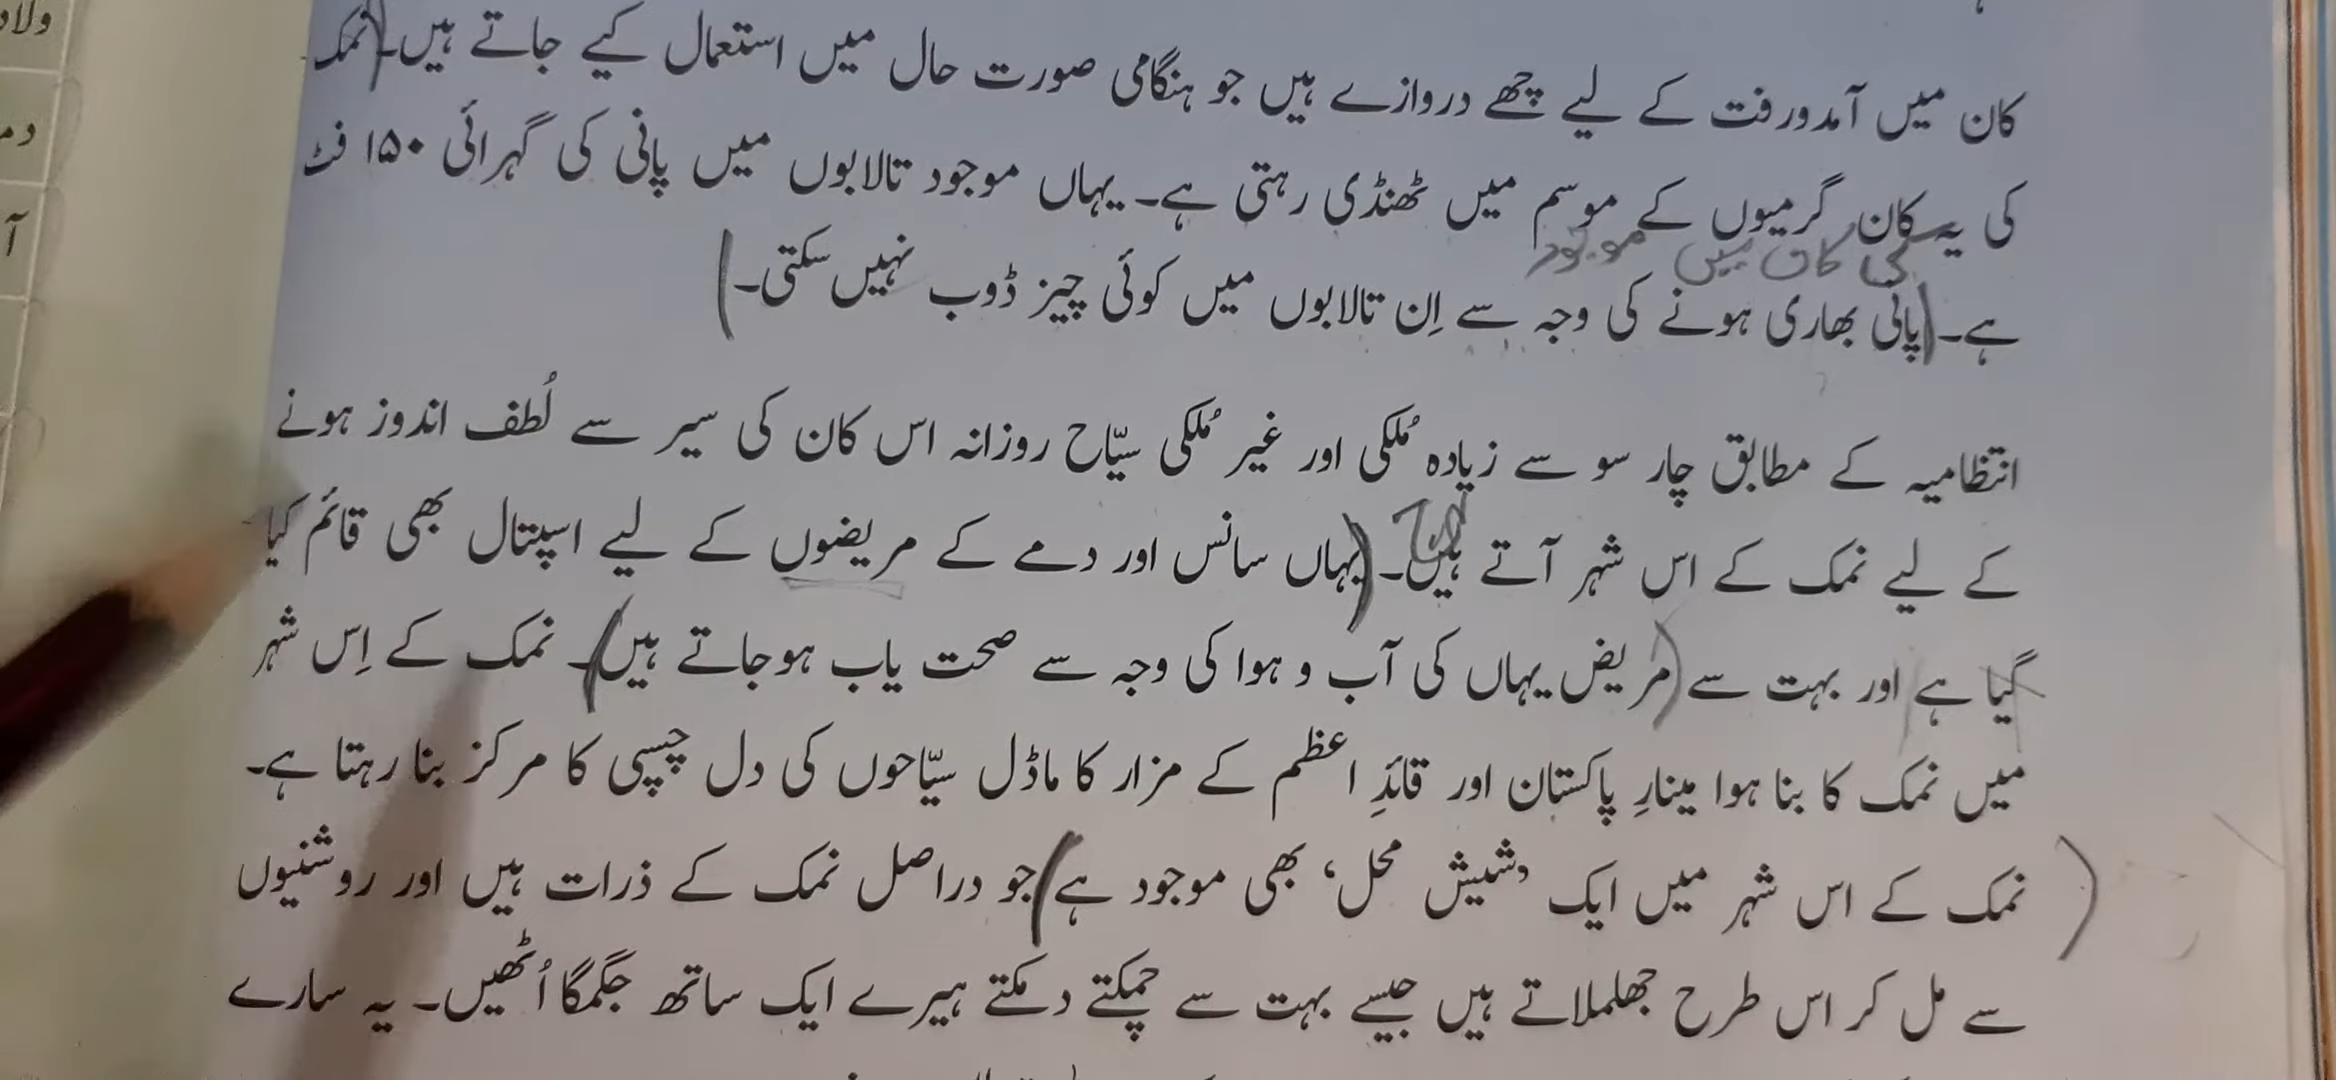 کان میں آمدورفت کے لیے چھے دروازے ہیں جو ہنگامی صورت حال میں استعمال کیے جاتے ہیں۔(نمک
کی یہ کان گرمیوں کے موسم میں ٹھنڈی رہتی ہے۔ یہاں موجود تالابوں میں پانی کی گہرائی ۱۵۰ فٹ
کی کان میں موجود
ہے۔(پانی بھاری ہونے کی وجہ سے اِن تالابوں میں کوئی چیز ڈوب نہیں سکتی۔)
انتظامیہ کے مطابق چار سو سے زیادہ مُلکی اور غیر مُلکی سیّاح روزانہ اس کان کی سیر سے لُطف اندوز ہونے
کے لیے نمک کے اس شہر آتے ہیں۔(یہاں سانس اور دمے کے مریضوں کے لیے اسپتال بھی قائم کیا
گیا ہے اور بہت سے (مریض یہاں کی آب و ہوا کی وجہ سے صحت یاب ہوجاتے ہیں)۔ نمک کے اِس شہر
میں نمک کا بنا ہوا مینارِ پاکستان اور قائدِ اعظم کے مزار کا ماڈل سیّاحوں کی دل چسپی کا مرکز بنا رہتا ہے۔
(نمک کے اس شہر میں ایک ’شیش محل‘ بھی موجود ہے)جو دراصل نمک کے ذرات ہیں اور روشنیوں
سے مل کر اس طرح جھلملاتے ہیں جیسے بہت سے چمکتے دمکتے ہیرے ایک ساتھ جگمگا اُٹھیں۔ یہ سارے